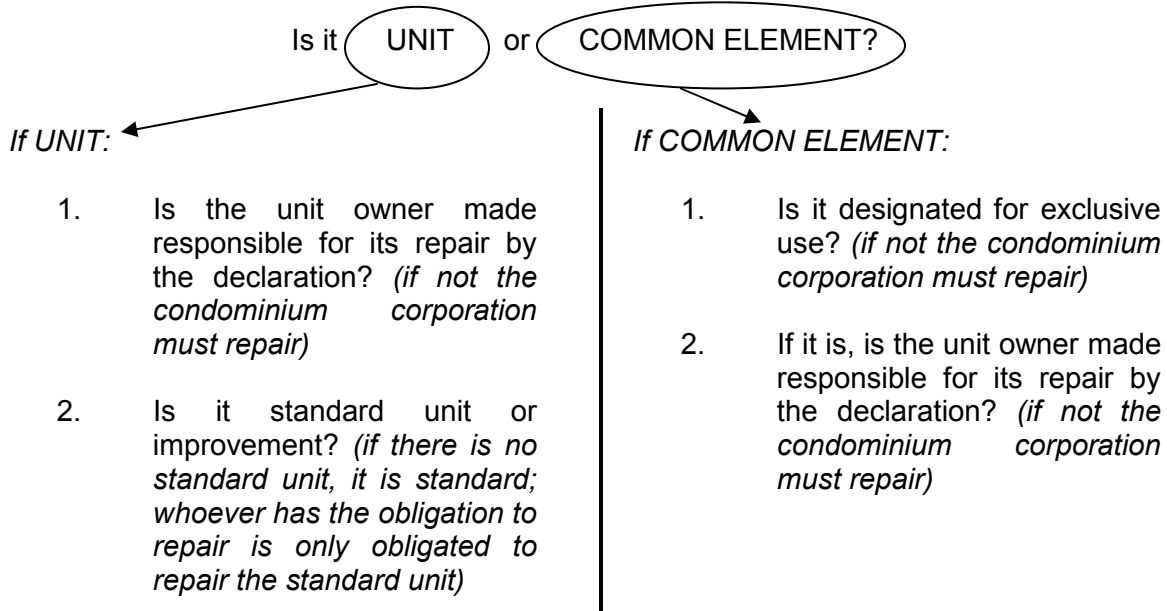 Is it UNIT or COMMON ELEMENT?
If UNIT:
1. Is the unit owner made
responsible for its repair by
the declaration? (if not the
condominium corporation
must repair)
2. Is it standard unit or
improvement? (if there is no
standard unit, it is standard;
whoever has the obligation to
repair is only obligated to
repair the standard unit)
If COMMON ELEMENT:
1. Is it designated for exclusive
use? (if not the condominium
corporation must repair)
2. If it is, is the unit owner made
responsible for its repair by
the declaration? (if not the
condominium corporation
must repair)